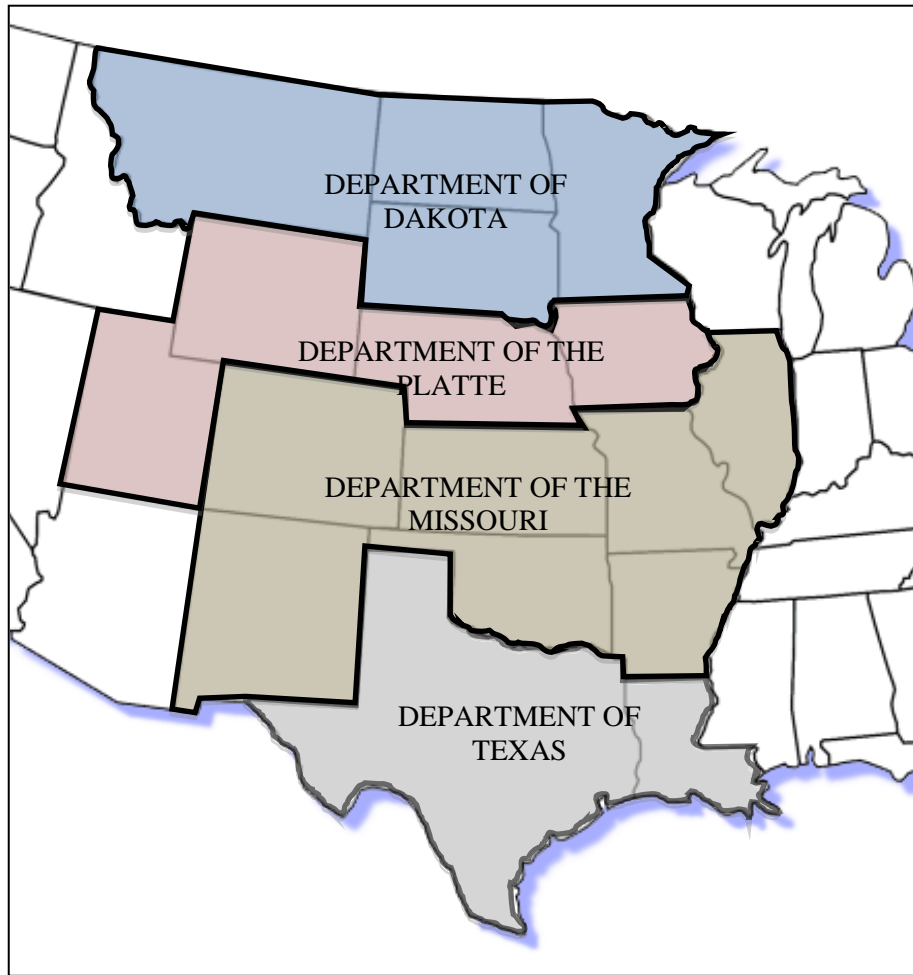 DEPARTMENT OF
DAKOTA
DEPARTMENT OF THE
PLATTE
DEPARTMENT OF THE
MISSOURI
DEPARTMENT OF
TEXAS